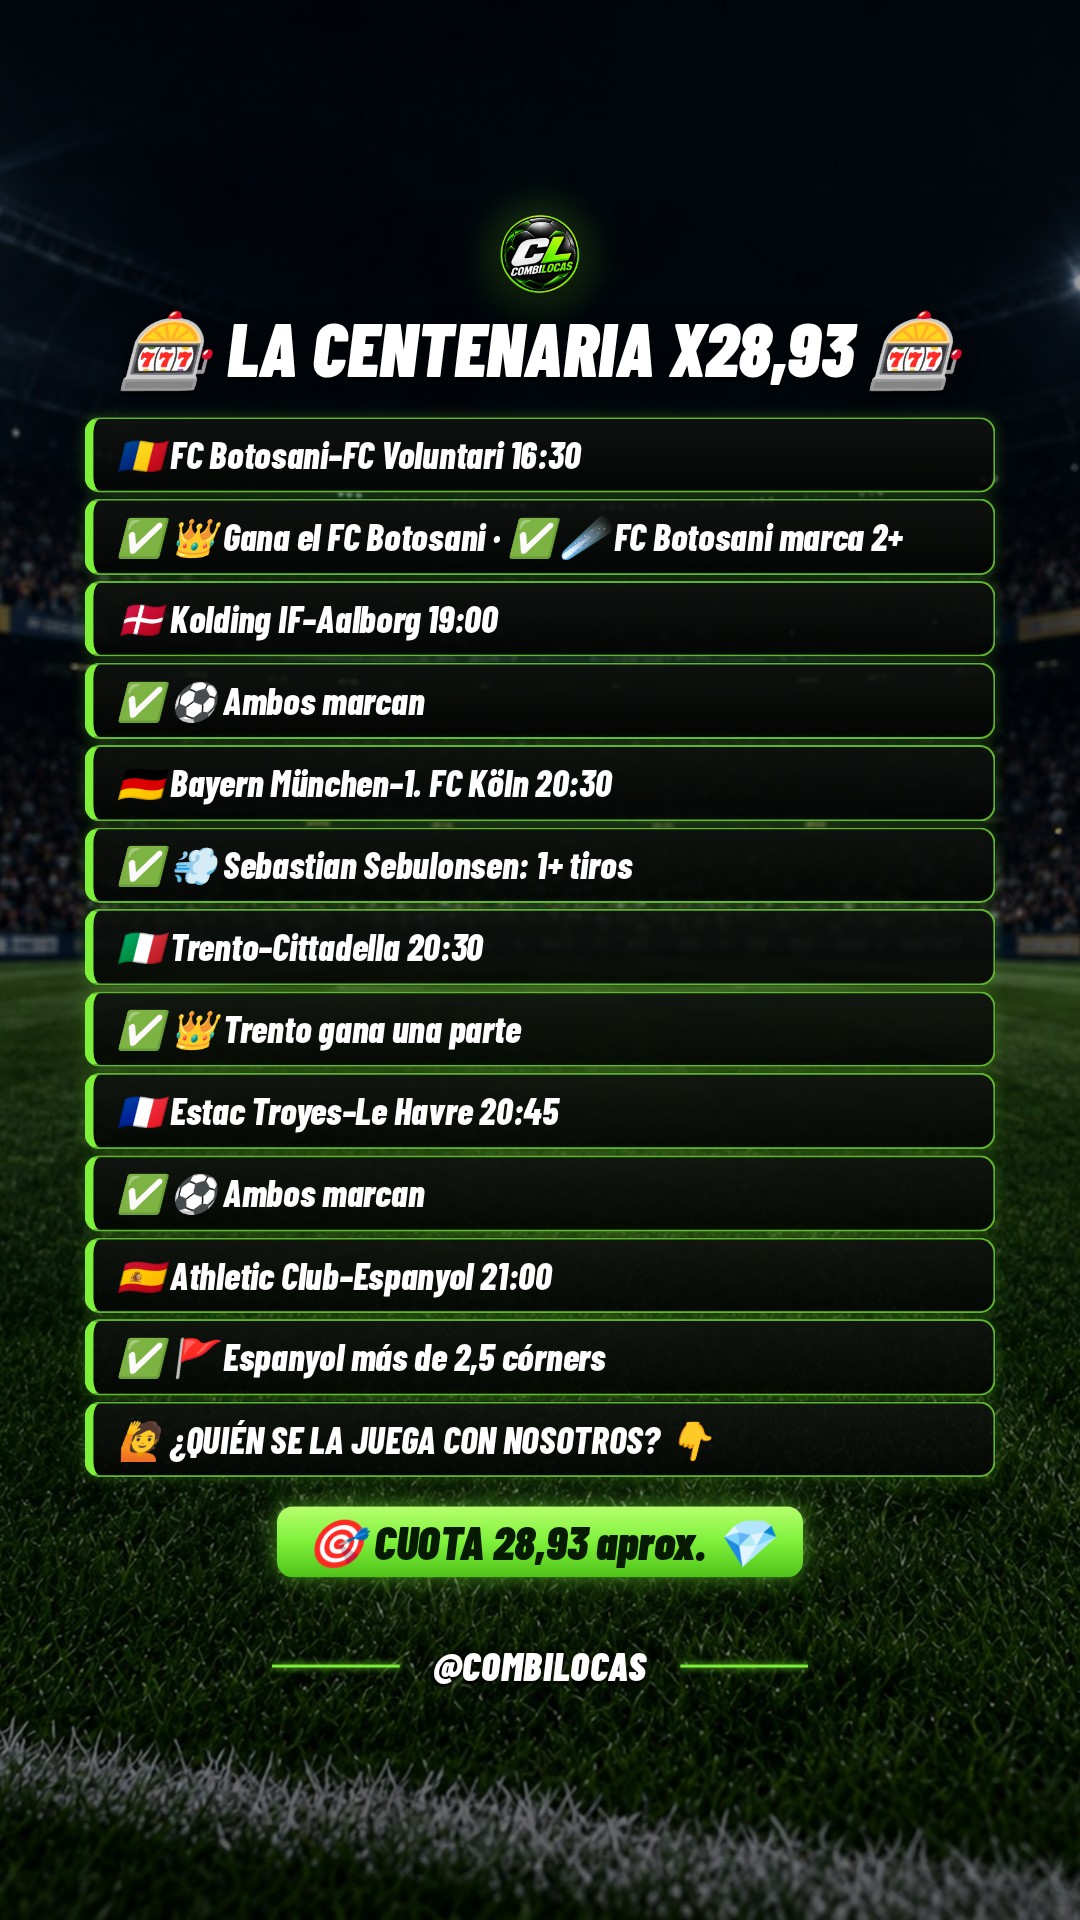 CL
COMBILOCAS
🎰 LA CENTENARIA X28,93 🎰
🇷🇴 FC Botosani-FC Voluntari 16:30
✅ 👑 Gana el FC Botosani · ✅ ☄️ FC Botosani marca 2+
🇩🇰 Kolding IF-Aalborg 19:00
✅ ⚽ Ambos marcan
🇩🇪 Bayern München-1. FC Köln 20:30
✅ 💨 Sebastian Sebulonsen: 1+ tiros
🇮🇹 Trento-Cittadella 20:30
✅ 👑 Trento gana una parte
🇫🇷 Estac Troyes-Le Havre 20:45
✅ ⚽ Ambos marcan
🇪🇸 Athletic Club-Espanyol 21:00
✅ 🚩 Espanyol más de 2,5 córners
🙋 ¿QUIÉN SE LA JUEGA CON NOSOTROS? 👇
🎯 CUOTA 28,93 aprox. 💎
@COMBILOCAS